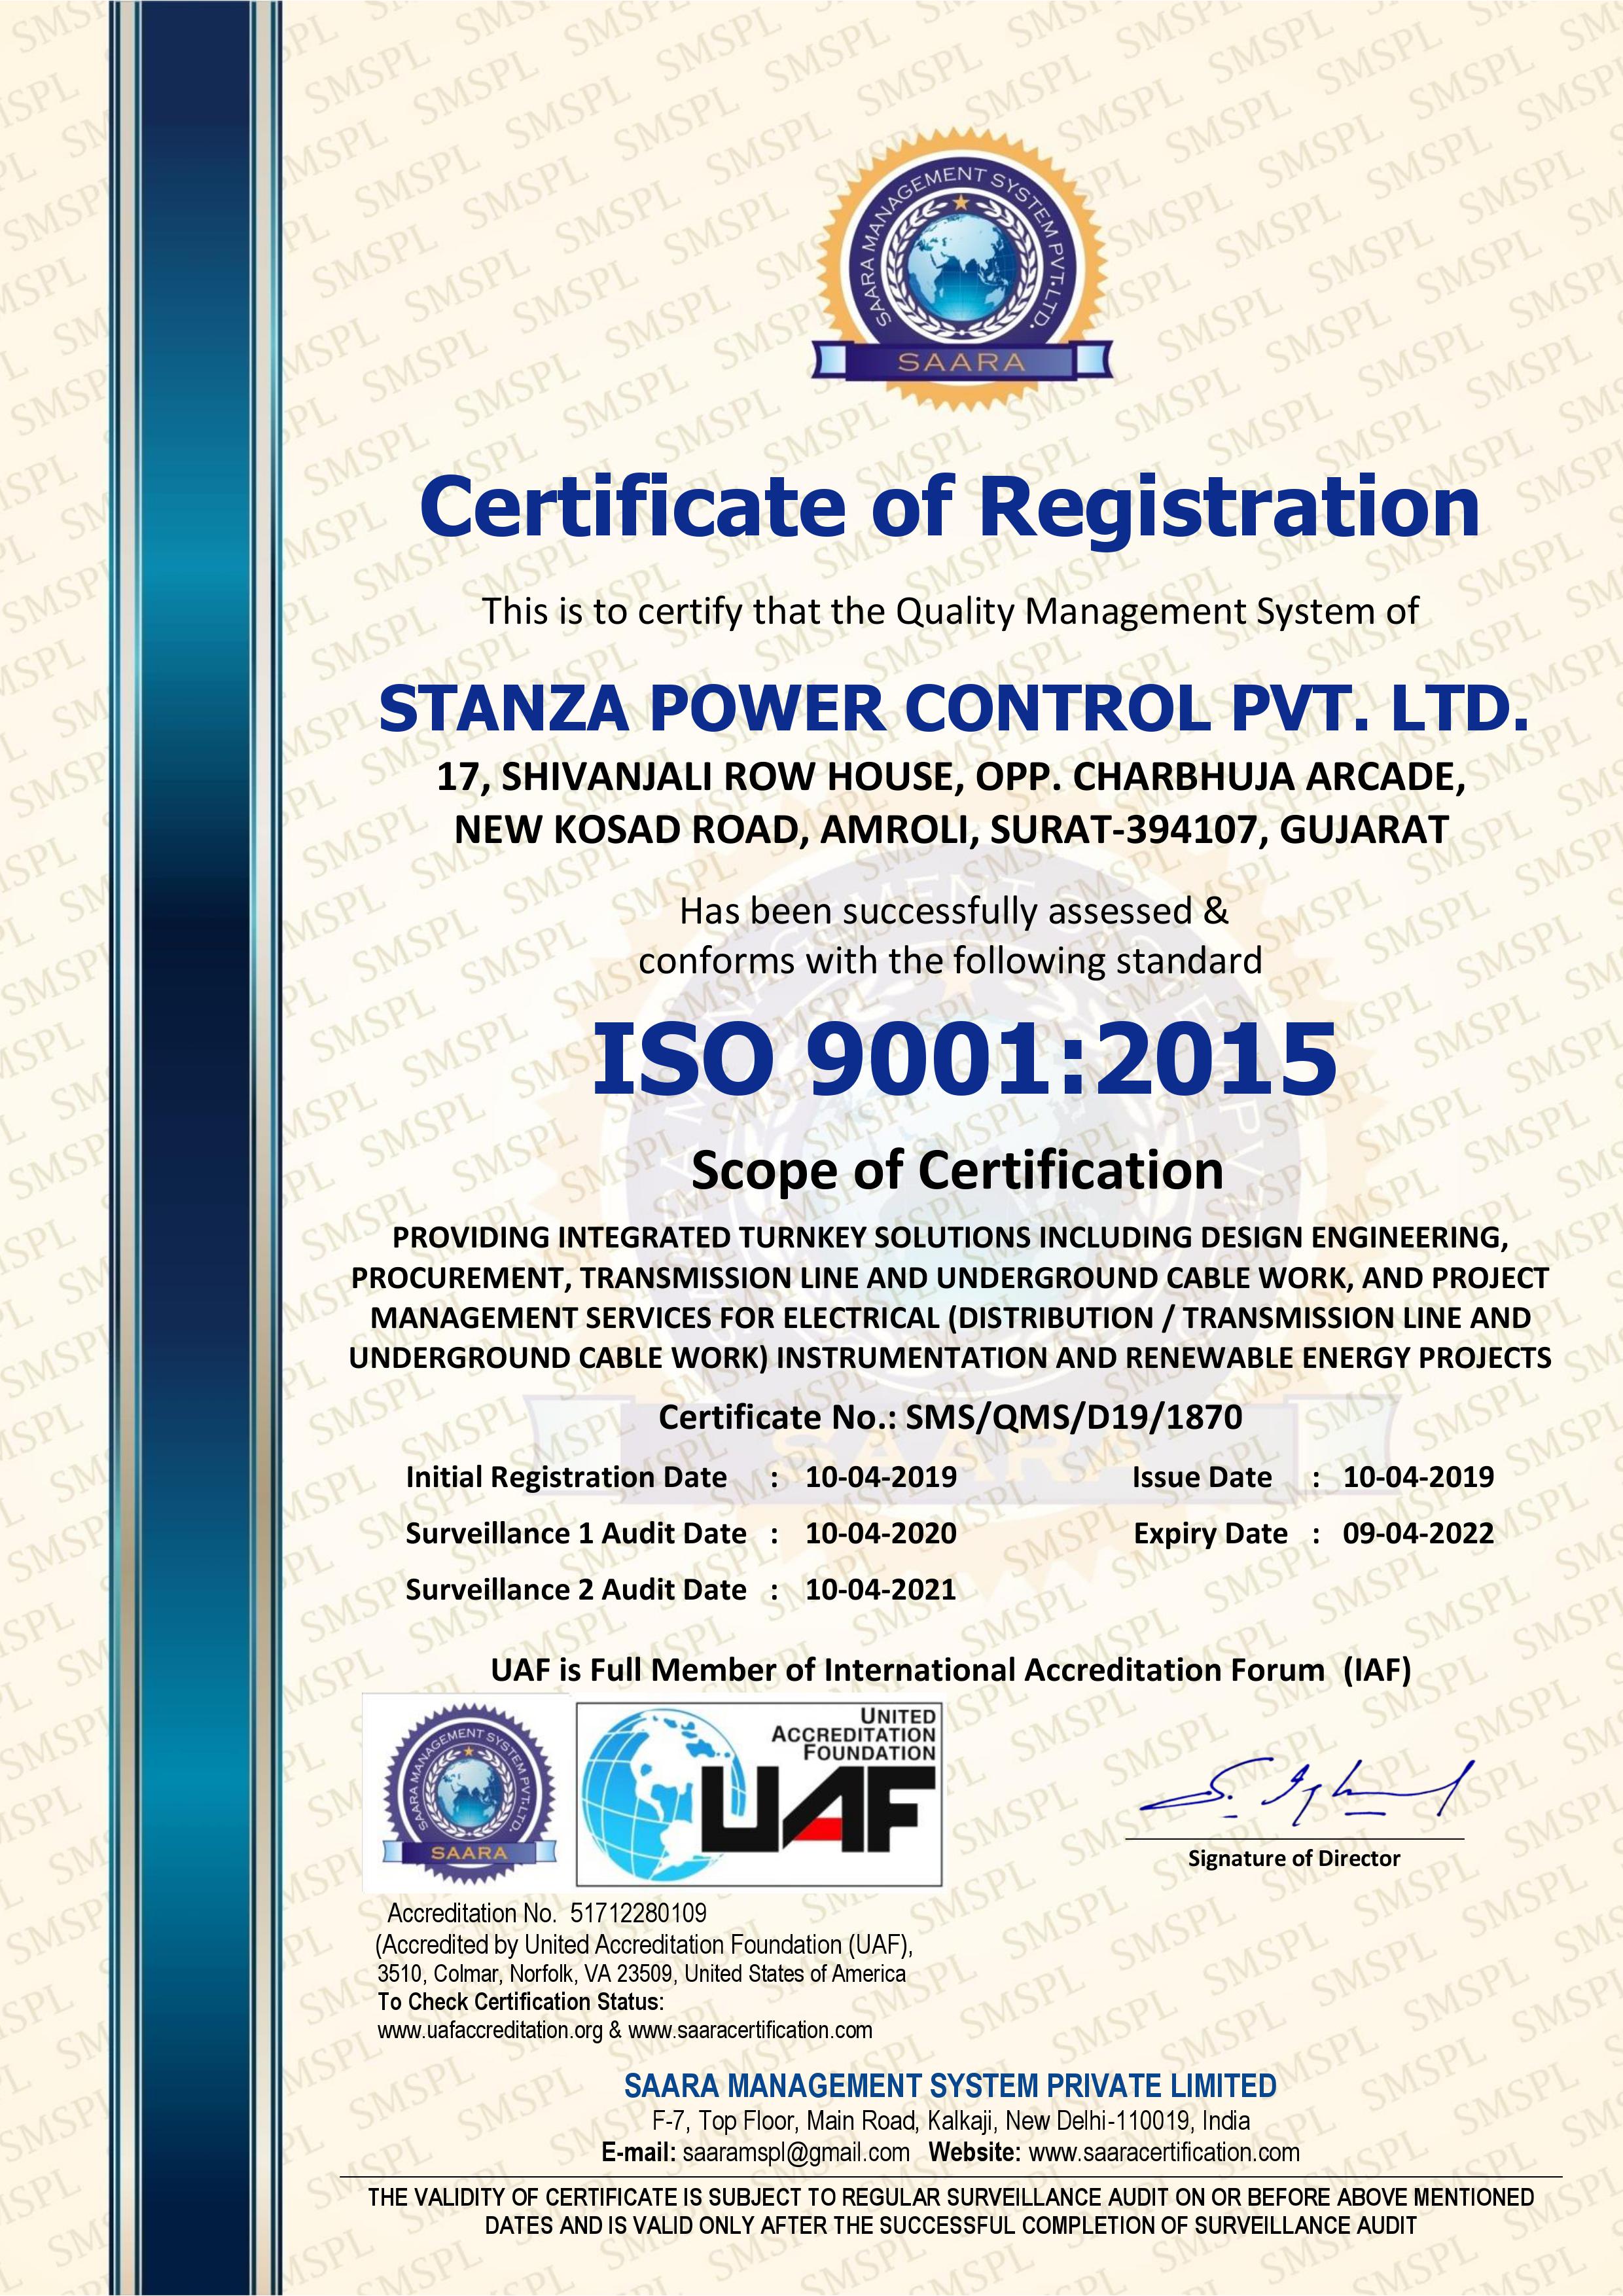 SAARA MANAGEMENT SYSTEM PVT. LTD.
SAARA
Certificate of Registration
This is to certify that the Quality Management System of
STANZA POWER CONTROL PVT. LTD.
17, SHIVANJALI ROW HOUSE, OPP. CHARBHUJA ARCADE,
NEW KOSAD ROAD, AMROLI, SURAT-394107, GUJARAT
Has been successfully assessed &
conforms with the following standard
ISO 9001:2015
Scope of Certification
PROVIDING INTEGRATED TURNKEY SOLUTIONS INCLUDING DESIGN ENGINEERING,
PROCUREMENT, TRANSMISSION LINE AND UNDERGROUND CABLE WORK, AND PROJECT
MANAGEMENT SERVICES FOR ELECTRICAL (DISTRIBUTION / TRANSMISSION LINE AND
UNDERGROUND CABLE WORK) INSTRUMENTATION AND RENEWABLE ENERGY PROJECTS
Certificate No.: SMS/QMS/D19/1870
Initial Registration Date : 10-04-2019 Issue Date : 10-04-2019
Surveillance 1 Audit Date : 10-04-2020 Expiry Date : 09-04-2022
Surveillance 2 Audit Date : 10-04-2021
UAF is Full Member of International Accreditation Forum (IAF)
SAARA MANAGEMENT SYSTEM PVT. LTD.
SAARA
UNITED
ACCREDITATION
FOUNDATION
UAF
Signature of Director
Accreditation No. 51712280109
(Accredited by United Accreditation Foundation (UAF),
3510, Colmar, Norfolk, VA 23509, United States of America
To Check Certification Status:
www.uafaccreditation.org & www.saaracertification.com
SAARA MANAGEMENT SYSTEM PRIVATE LIMITED
F-7, Top Floor, Main Road, Kalkaji, New Delhi-110019, India
E-mail: saaramspl@gmail.com Website: www.saaracertification.com
THE VALIDITY OF CERTIFICATE IS SUBJECT TO REGULAR SURVEILLANCE AUDIT ON OR BEFORE ABOVE MENTIONED
DATES AND IS VALID ONLY AFTER THE SUCCESSFUL COMPLETION OF SURVEILLANCE AUDIT